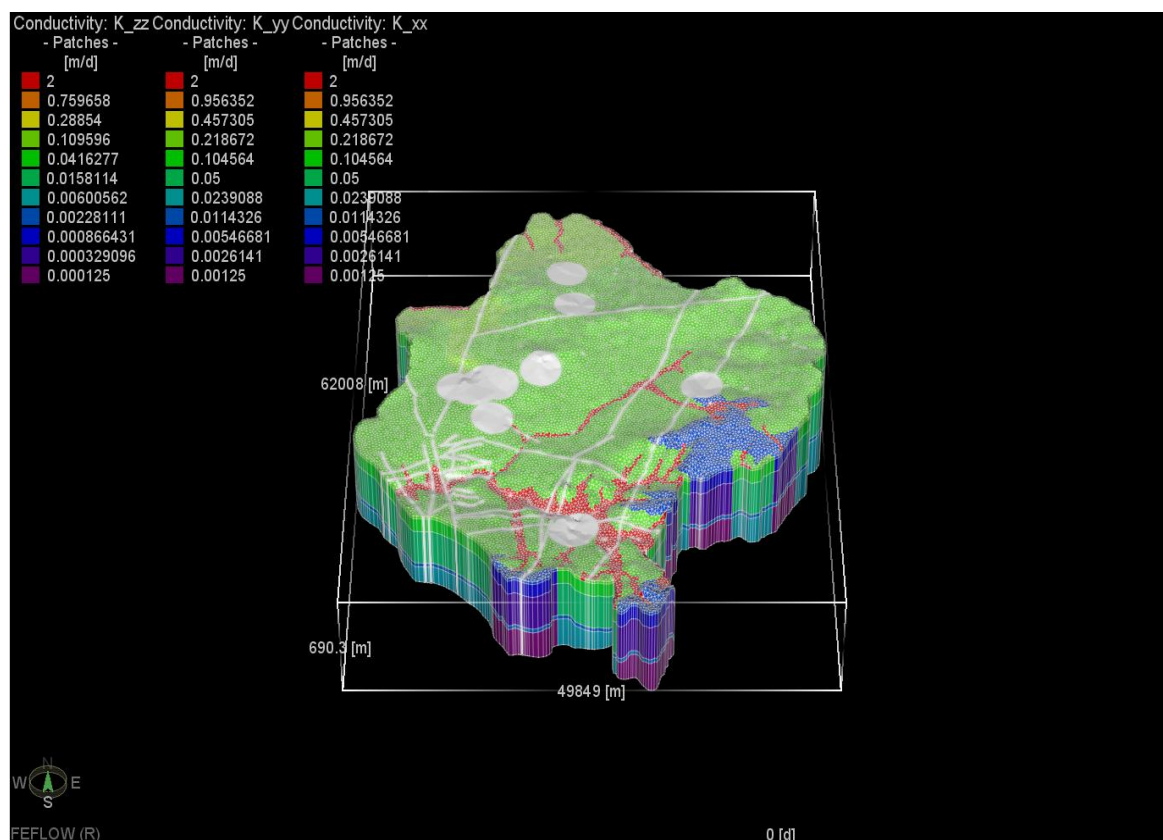 Conductivity: K_zz Conductivity: K_yy Conductivity: K_xx
- Patches - - Patches - - Patches -
[m/d] [m/d] [m/d]
2 2 2
0.759658 0.956352 0.956352
0.28854 0.457305 0.457305
0.109596 0.218672 0.218672
0.0416277 0.104564 0.104564
0.0158114 0.05 0.05
0.00600562 0.0239088 0.0239088
0.00228111 0.0114326 0.0114326
0.000866431 0.00546681 0.00546681
0.000329096 0.0026141 0.0026141
0.000125 0.00125 0.00125
62008 [m]
690.3 [m]
49849 [m]
N
W E
S
FEFLOW (R) 0 [d]